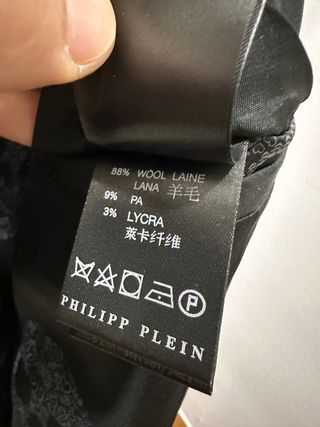 88% WOOL LAINE
LANA 羊毛
9% PA
3% LYCRA
莱卡纤维
P
PHILIPP PLEIN